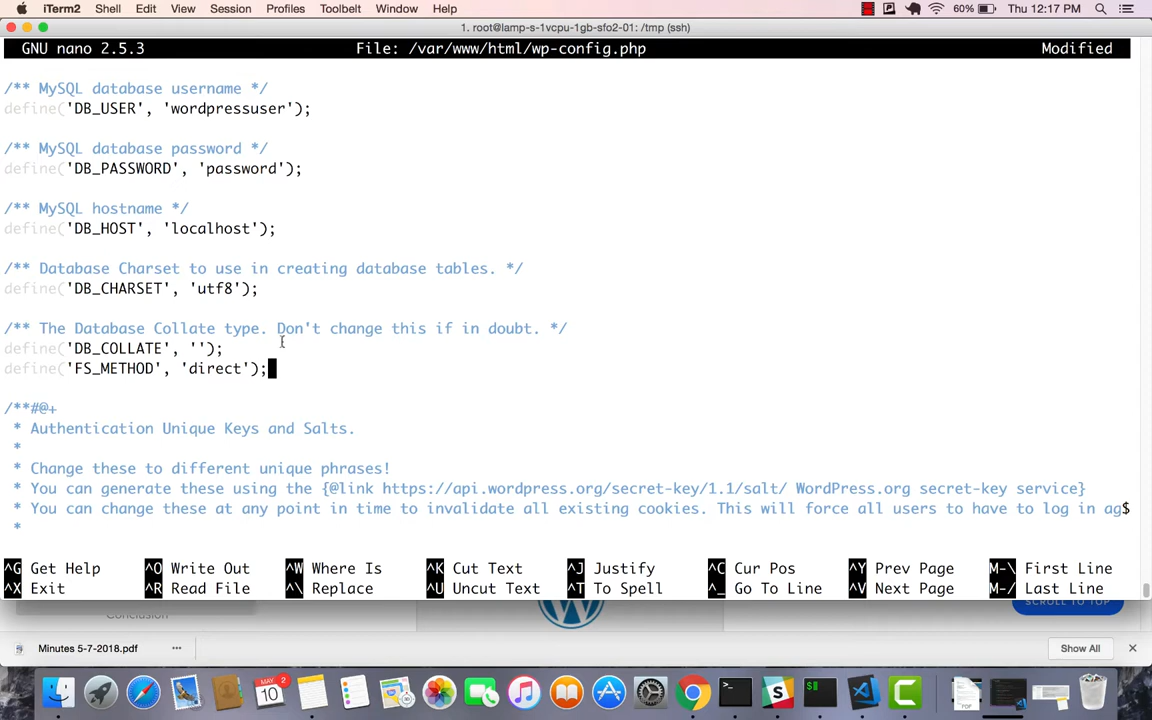 iTerm2 Shell Edit View Session Profiles Toolbelt Window Help 60% Thu 12:17 PM
1. root@lamp-s-1vcpu-1gb-sfo2-01: /tmp (ssh)
GNU nano 2.5.3 File: /var/www/html/wp-config.php Modified
/** MySQL database username */
define('DB_USER', 'wordpressuser');
/** MySQL database password */
define('DB_PASSWORD', 'password');
/** MySQL hostname */
define('DB_HOST', 'localhost');
/** Database Charset to use in creating database tables. */
define('DB_CHARSET', 'utf8');
/** The Database Collate type. Don't change this if in doubt. */
define('DB_COLLATE', '');
define('FS_METHOD', 'direct');
/**#@+
* Authentication Unique Keys and Salts.
*
* Change these to different unique phrases!
* You can generate these using the {@link https://api.wordpress.org/secret-key/1.1/salt/ WordPress.org secret-key service}
* You can change these at any point in time to invalidate all existing cookies. This will force all users to have to log in ag$
*
^G Get Help ^O Write Out ^W Where Is ^K Cut Text ^J Justify ^C Cur Pos ^Y Prev Page M-\ First Line
^X Exit ^R Read File ^\ Replace ^U Uncut Text ^T To Spell ^_ Go To Line ^V Next Page M-/ Last Line
Conclusion
SCROLL TO TOP
Minutes 5-7-2018.pdf ••• Show All
MAY 10 2